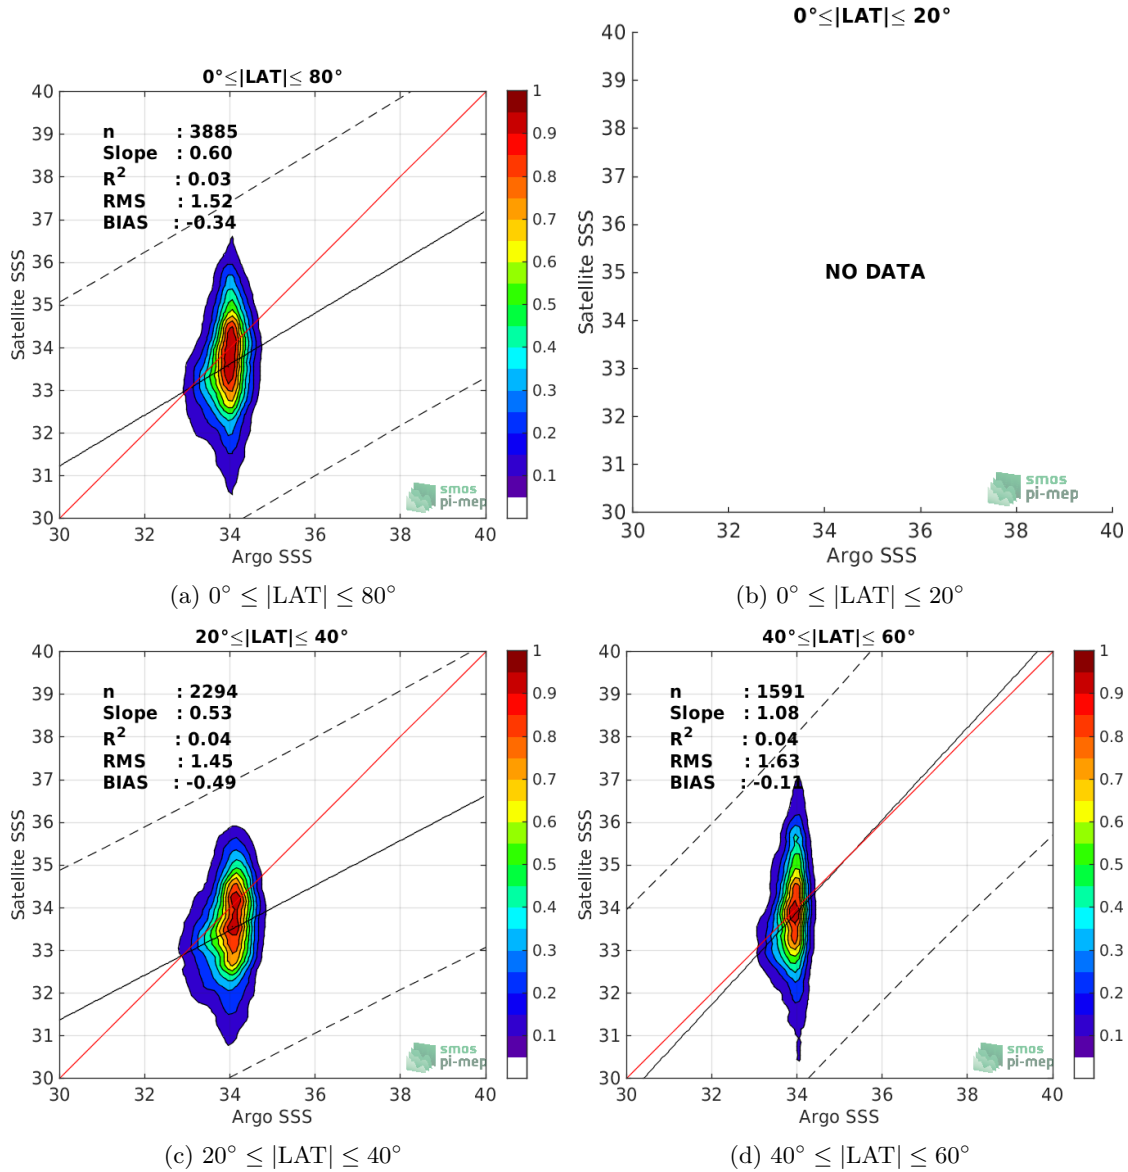 0°≤|LAT|≤ 80°
40
39
38
37
36
35
34
33
32
31
30
Satellite SSS
n : 3885
Slope : 0.60
R2 : 0.03
RMS : 1.52
BIAS : -0.34
smos
pi-mep
30 32 34 36 38 40
Argo SSS
1
0.9
0.8
0.7
0.6
0.5
0.4
0.3
0.2
0.1
(a) 0° ≤ |LAT| ≤ 80°
0°≤|LAT|≤ 20°
40
39
38
37
36
35
34
33
32
31
30
Satellite SSS
NO DATA
smos
pi-mep
30 32 34 36 38 40
Argo SSS
(b) 0° ≤ |LAT| ≤ 20°
20°≤|LAT|≤ 40°
40
39
38
37
36
35
34
33
32
31
30
Satellite SSS
n : 2294
Slope : 0.53
R2 : 0.04
RMS : 1.45
BIAS : -0.49
smos
pi-mep
30 32 34 36 38 40
Argo SSS
1
0.9
0.8
0.7
0.6
0.5
0.4
0.3
0.2
0.1
(c) 20° ≤ |LAT| ≤ 40°
40°≤|LAT|≤ 60°
40
39
38
37
36
35
34
33
32
31
30
Satellite SSS
n : 1591
Slope : 1.08
R2 : 0.04
RMS : 1.63
BIAS : -0.11
smos
pi-mep
30 32 34 36 38 40
Argo SSS
1
0.9
0.8
0.7
0.6
0.5
0.4
0.3
0.2
0.1
(d) 40° ≤ |LAT| ≤ 60°